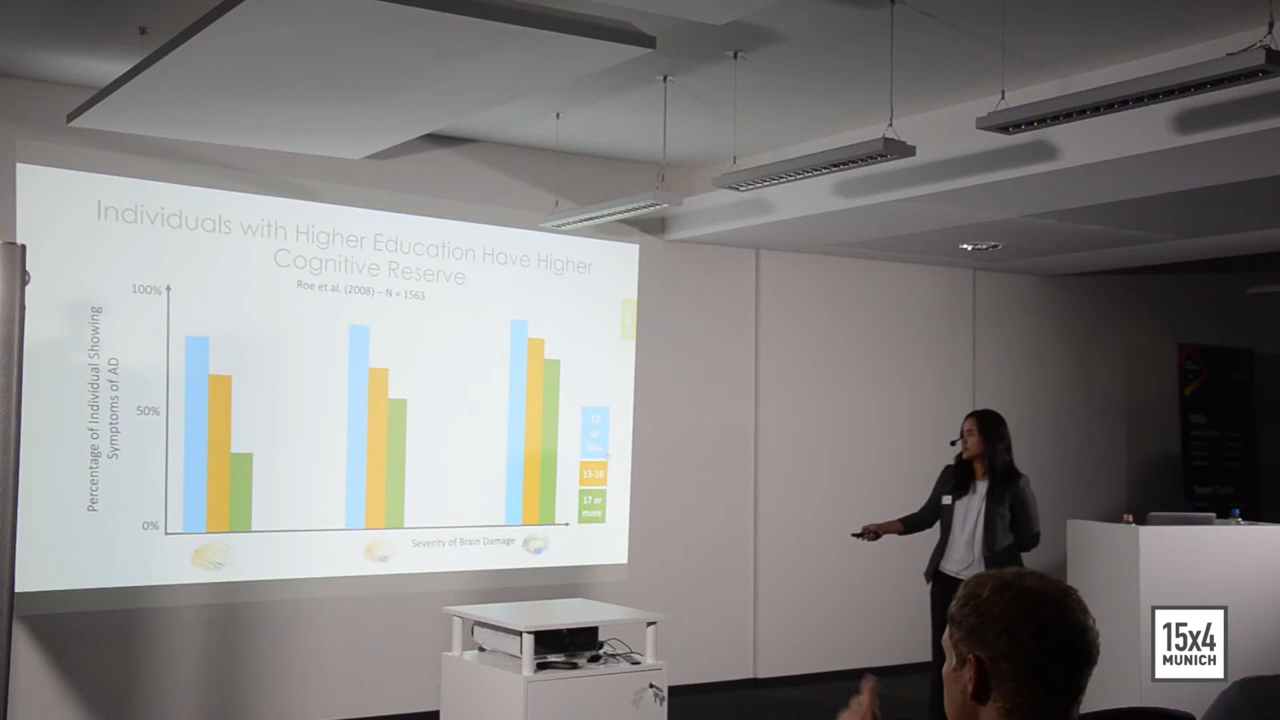 Individuals with Higher Education Have Higher
Cognitive Reserve
Roe et al. (2008) – N = 1563
100%
50%
0%
Percentage of Individual Showing
Symptoms of AD
Severity of Brain Damage
12
or
less
13-16
17 or
more
15x4
MUNICH